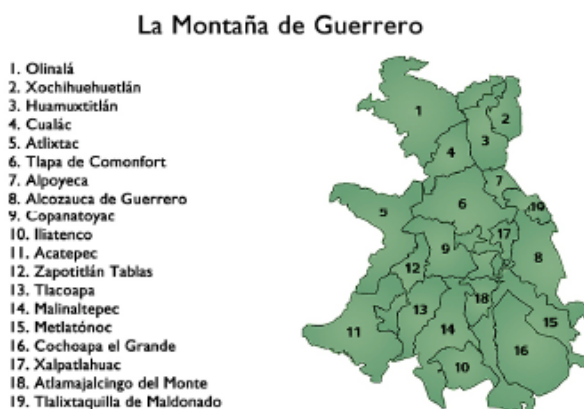 La Montaña de Guerrero
1. Olinalá
2. Xochihuehuetlán
3. Huamuxtitlán
4. Cualác
5. Atlixtac
6. Tlapa de Comonfort
7. Alpoyeca
8. Alcozauca de Guerrero
9. Copanatoyac
10. Iliatenco
11. Acatepec
12. Zapotitlán Tablas
13. Tlacoapa
14. Malinaltepec
15. Metlatónoc
16. Cochoapa el Grande
17. Xalpatlahuac
18. Atlamajalcingo del Monte
19. Tlalixtaquilla de Maldonado
1
2
3
4
7
6
5
19
17
9
8
12
18
13
15
11
14
16
10